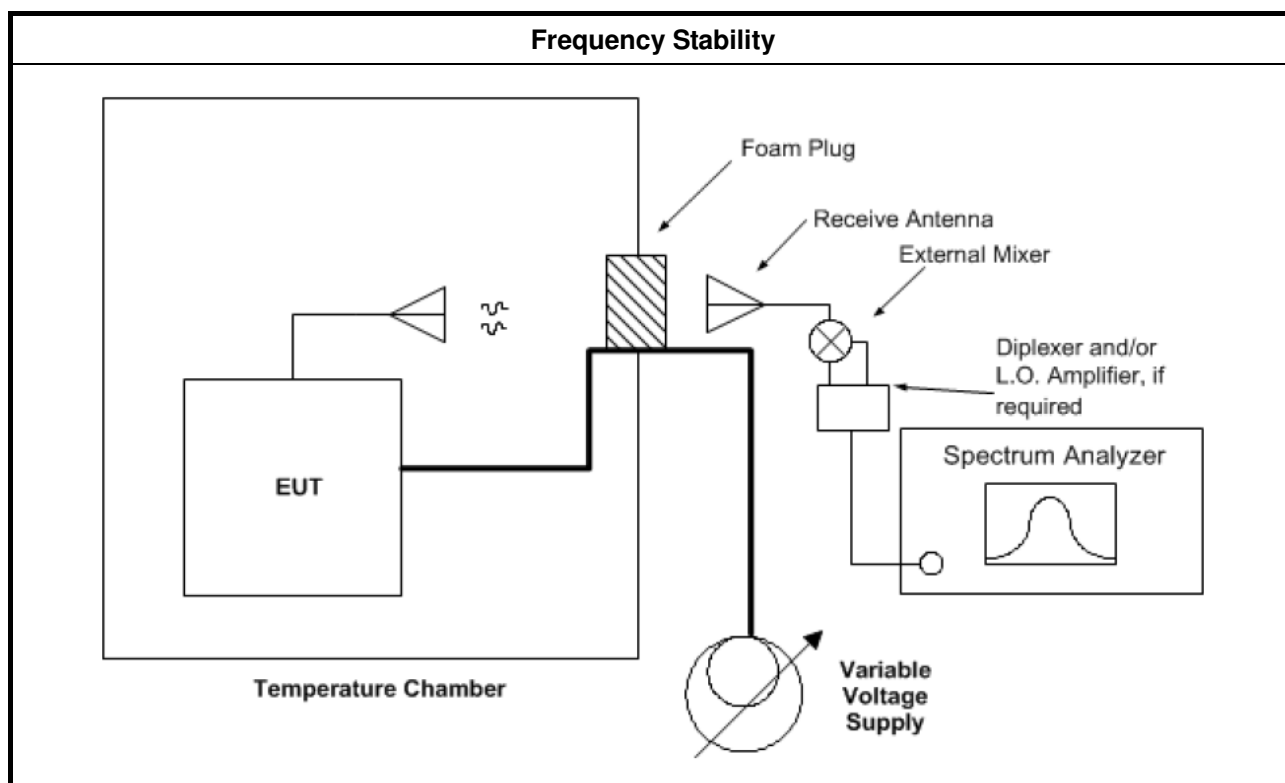 Frequency Stability
Foam Plug
Receive Antenna
External Mixer
Diplexer and/or
L.O. Amplifier, if
required
Spectrum Analyzer
EUT
Temperature Chamber
Variable
Voltage
Supply